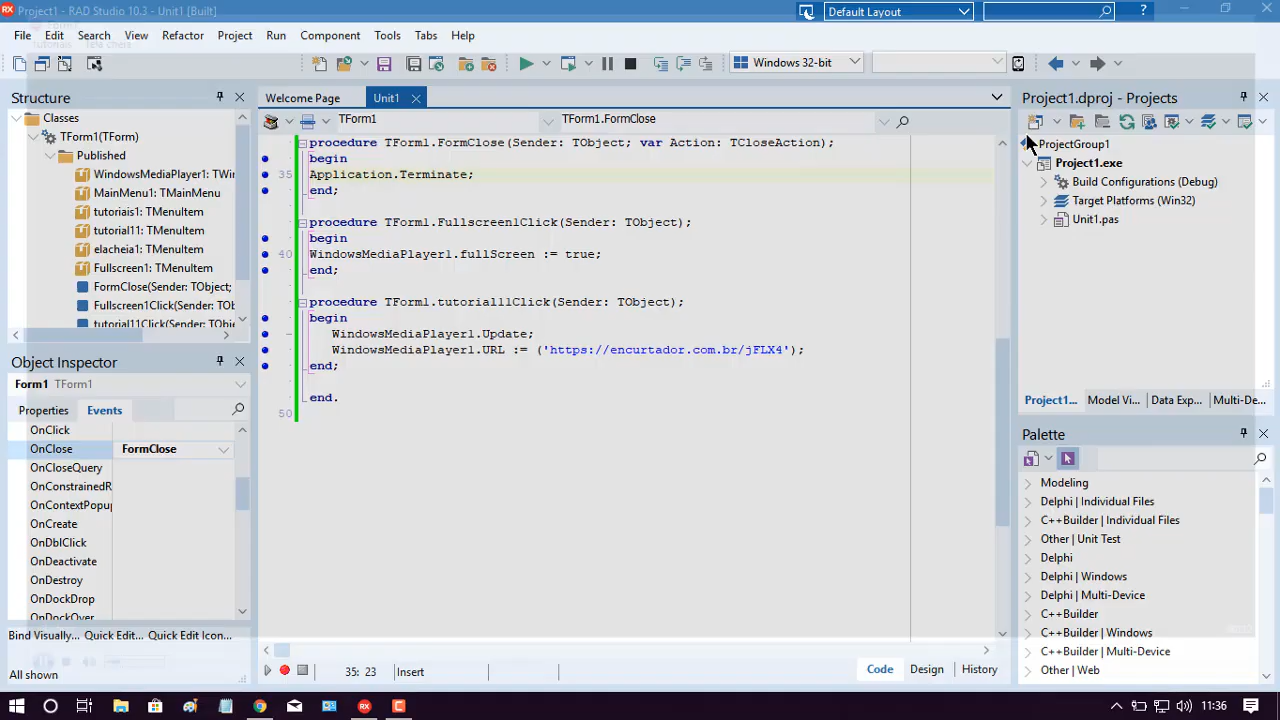 Project1 - RAD Studio 10.3 - Unit1 [Built]
Default Layout
?
File Edit Search View Refactor Project Run Component Tools Tabs Help
Windows 32-bit
Structure
Classes
TForm1(TForm)
Published
WindowsMediaPlayer1: TWin
MainMenu1: TMainMenu
tutoriais1: TMenuItem
tutorial11: TMenuItem
elacheia1: TMenuItem
Fullscreen1: TMenuItem
FormClose(Sender: TObject;
Fullscreen1Click(Sender: TOb
tutorial11Click(Sender: TObje
Object Inspector
Form1 TForm1
Properties Events
OnClick
OnClose FormClose
OnCloseQuery
OnConstrainedR
OnContextPopup
OnCreate
OnDblClick
OnDeactivate
OnDestroy
OnDockDrop
OnDockOver
Bind Visually... Quick Edit... Quick Edit Icon...
All shown
Welcome Page Unit1
TForm1 TForm1.FormClose
procedure TForm1.FormClose(Sender: TObject; var Action: TCloseAction);
begin
35 Application.Terminate;
end;
procedure TForm1.Fullscreen1Click(Sender: TObject);
begin
40 WindowsMediaPlayer1.fullScreen := true;
end;
procedure TForm1.tutorial11Click(Sender: TObject);
begin
WindowsMediaPlayer1.Update;
WindowsMediaPlayer1.URL := ('https://encurtador.com.br/jFLX4');
end;
end.
50
35: 23 Insert
Code Design History
Project1.dproj - Projects
ProjectGroup1
Project1.exe
Build Configurations (Debug)
Target Platforms (Win32)
Unit1.pas
Project1... Model Vi... Data Exp... Multi-De...
Palette
Modeling
Delphi | Individual Files
C++Builder | Individual Files
Other | Unit Test
Delphi
Delphi | Windows
Delphi | Multi-Device
C++Builder
C++Builder | Windows
C++Builder | Multi-Device
Other | Web
11:36